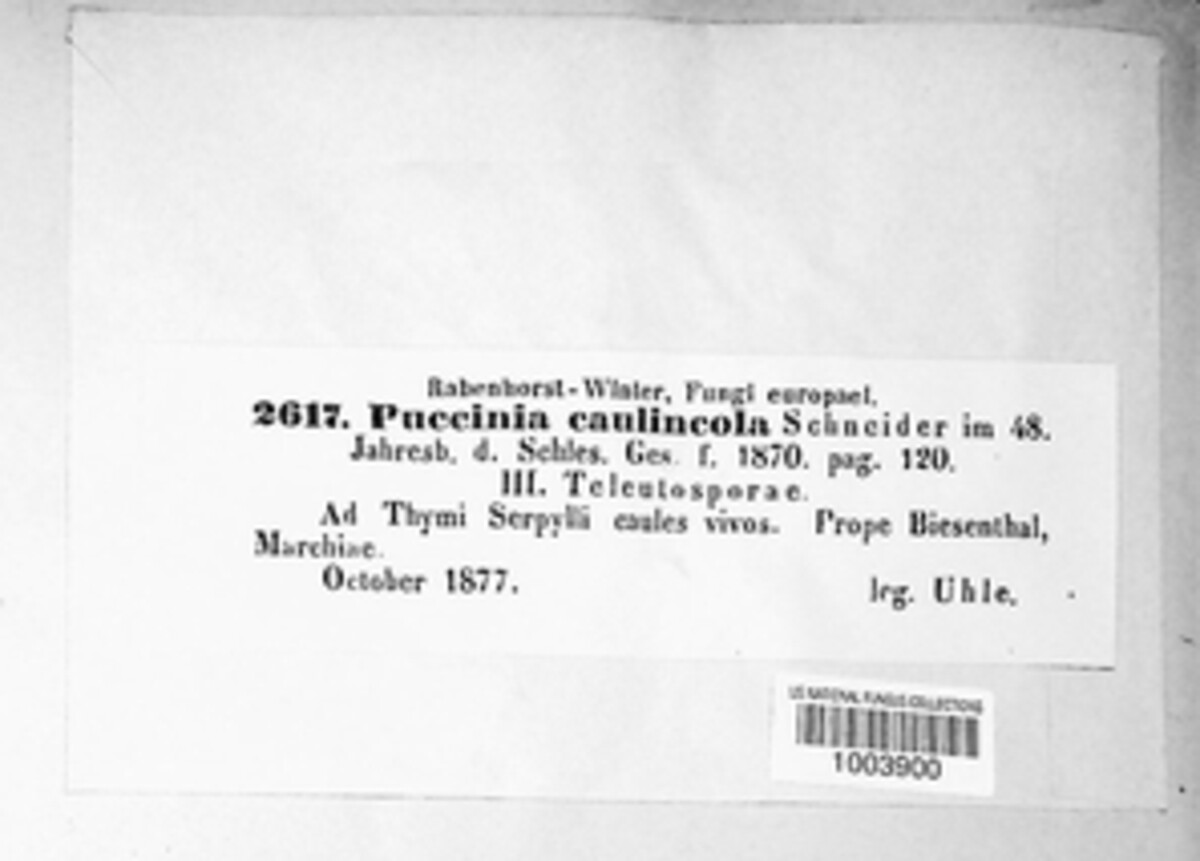 Rabenhorst-Winter, Fungi europaei.
2617. Puccinia caulincola Schneider im 48.
Jahresb. d. Schles. Ges. f. 1870. pag. 120.
III. Teleutosporae.
Ad Thymi Serpylli caules vivos. Prope Biesenthal,
Marchiae.
October 1877. leg. Uhle.
US NATIONAL FUNGUS COLLECTIONS
1003900